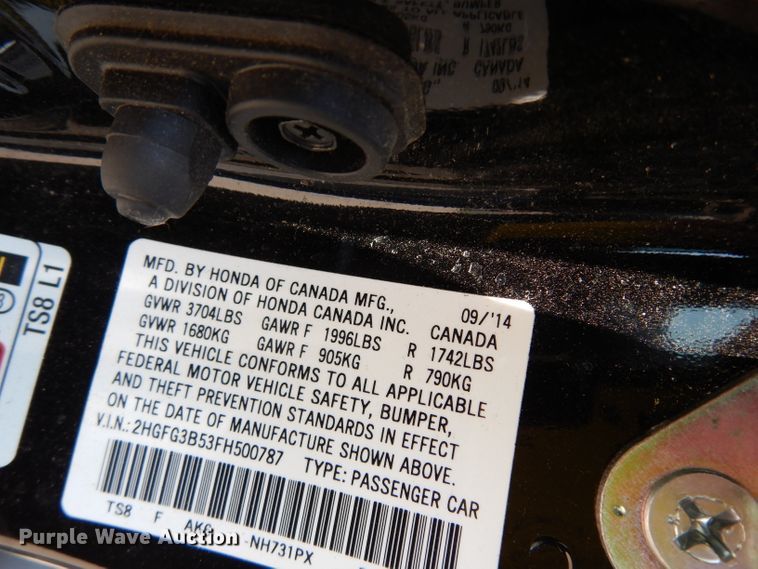 MFD. BY HONDA OF CANADA MFG., 09/'14
A DIVISION OF HONDA CANADA INC. CANADA
GVWR 3704LBS GAWR F 1996LBS R 1742LBS
GVWR 1680KG GAWR F 905KG R 790KG
THIS VEHICLE CONFORMS TO ALL APPLICABLE
FEDERAL MOTOR VEHICLE SAFETY, BUMPER,
AND THEFT PREVENTION STANDARDS IN EFFECT
ON THE DATE OF MANUFACTURE SHOWN ABOVE.
V.I.N.: 2HGFG3B53FH500787 TYPE: PASSENGER CAR
TS8 F NH731PX
TS8 L1
Purple Wave Auction